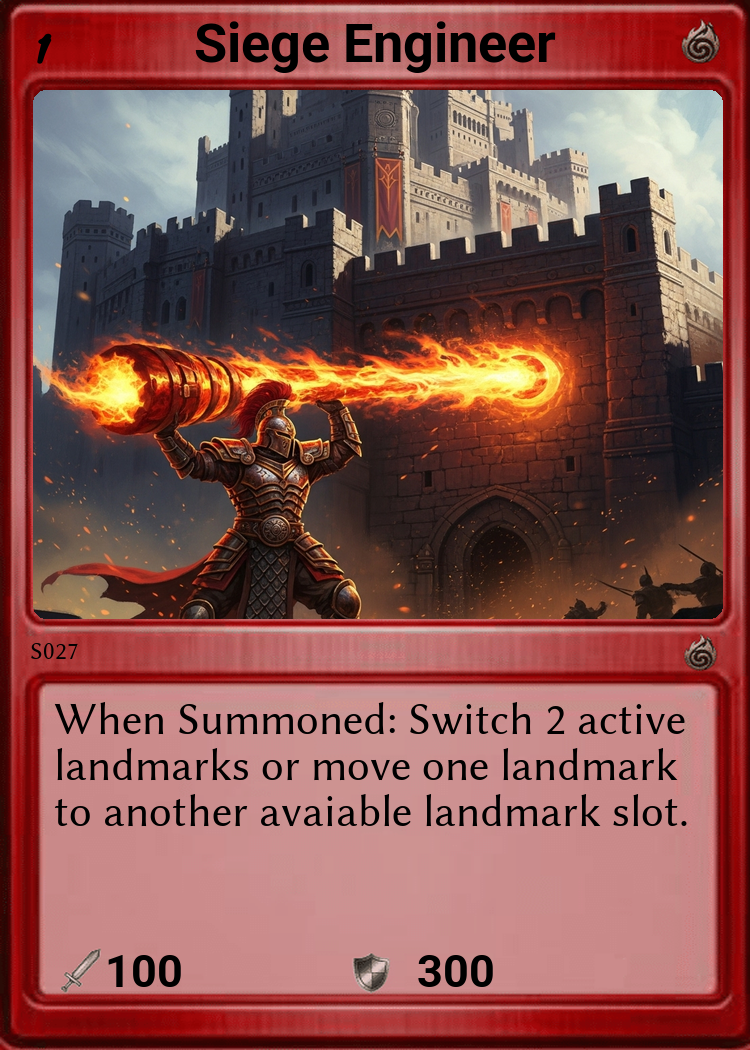 1
Siege Engineer
S027
When Summoned: Switch 2 active
landmarks or move one landmark
to another avaiable landmark slot.
100
300